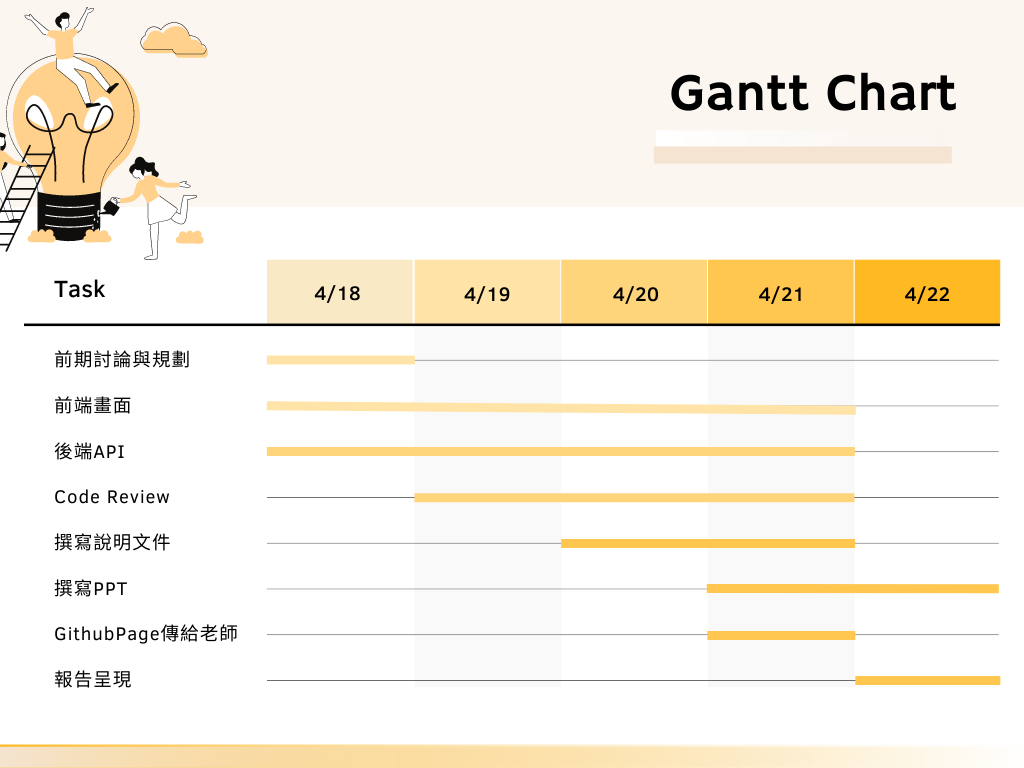 Gantt Chart
Task 4/18 4/19 4/20 4/21 4/22
前期討論與規劃
前端畫面
後端API
Code Review
撰寫說明文件
撰寫PPT
GithubPage傳給老師
報告呈現